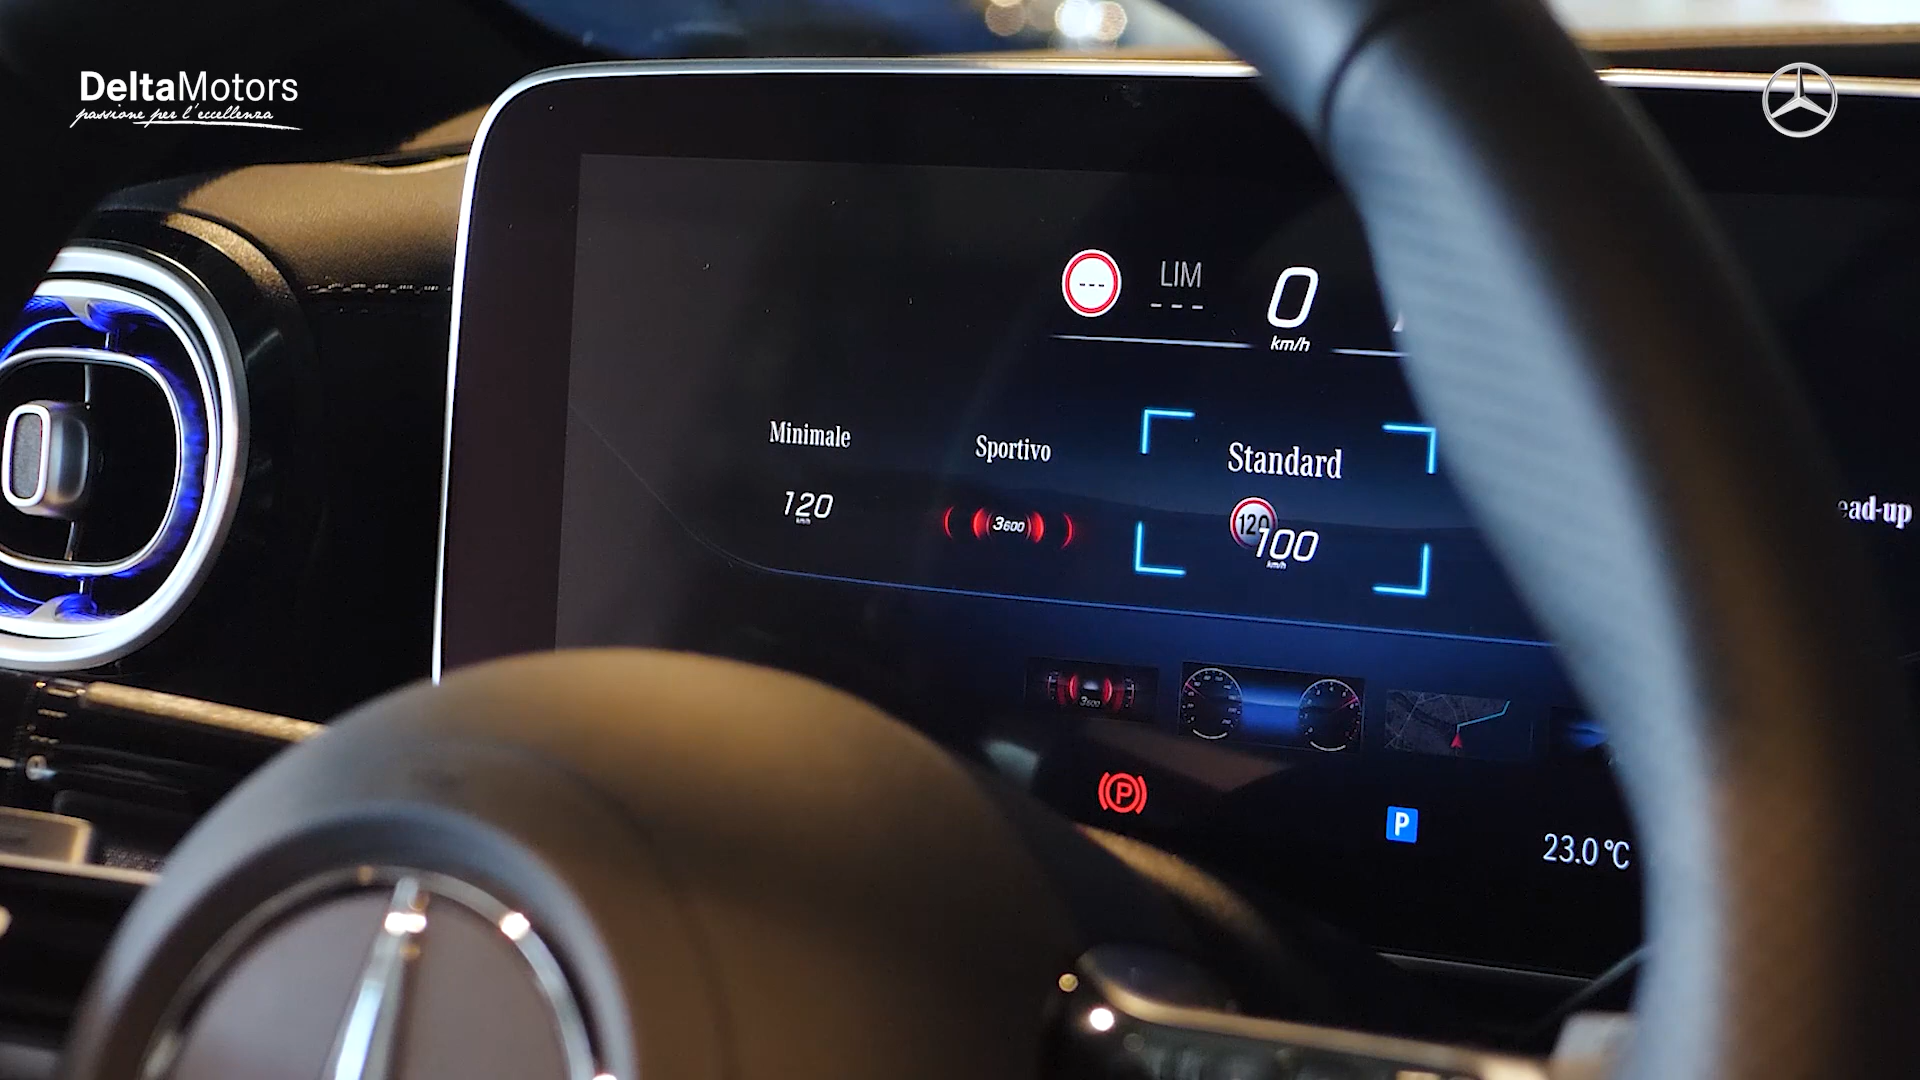 DeltaMotors
passione per l'eccellenza
LIM
---
---
0
km/h
Minimale
Sportivo
Standard
120
km/h
3600
120
100
km/h
ead-up
3600
P
P
23.0 °C